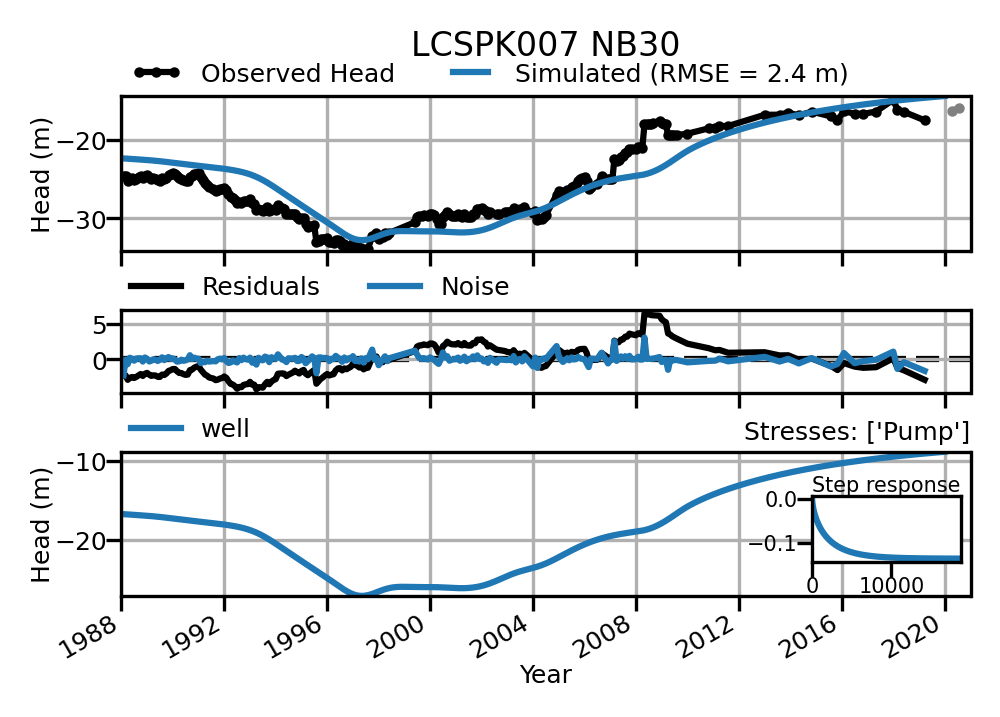 LCSPK007 NB30
Observed Head
Simulated (RMSE = 2.4 m)
Head (m)
−20
−30
Residuals
Noise
5
0
well
Stresses: ['Pump']
Head (m)
−10
−20
Step response
0.0
−0.1
0
10000
1988
1992
1996
2000
2004
2008
2012
2016
2020
Year